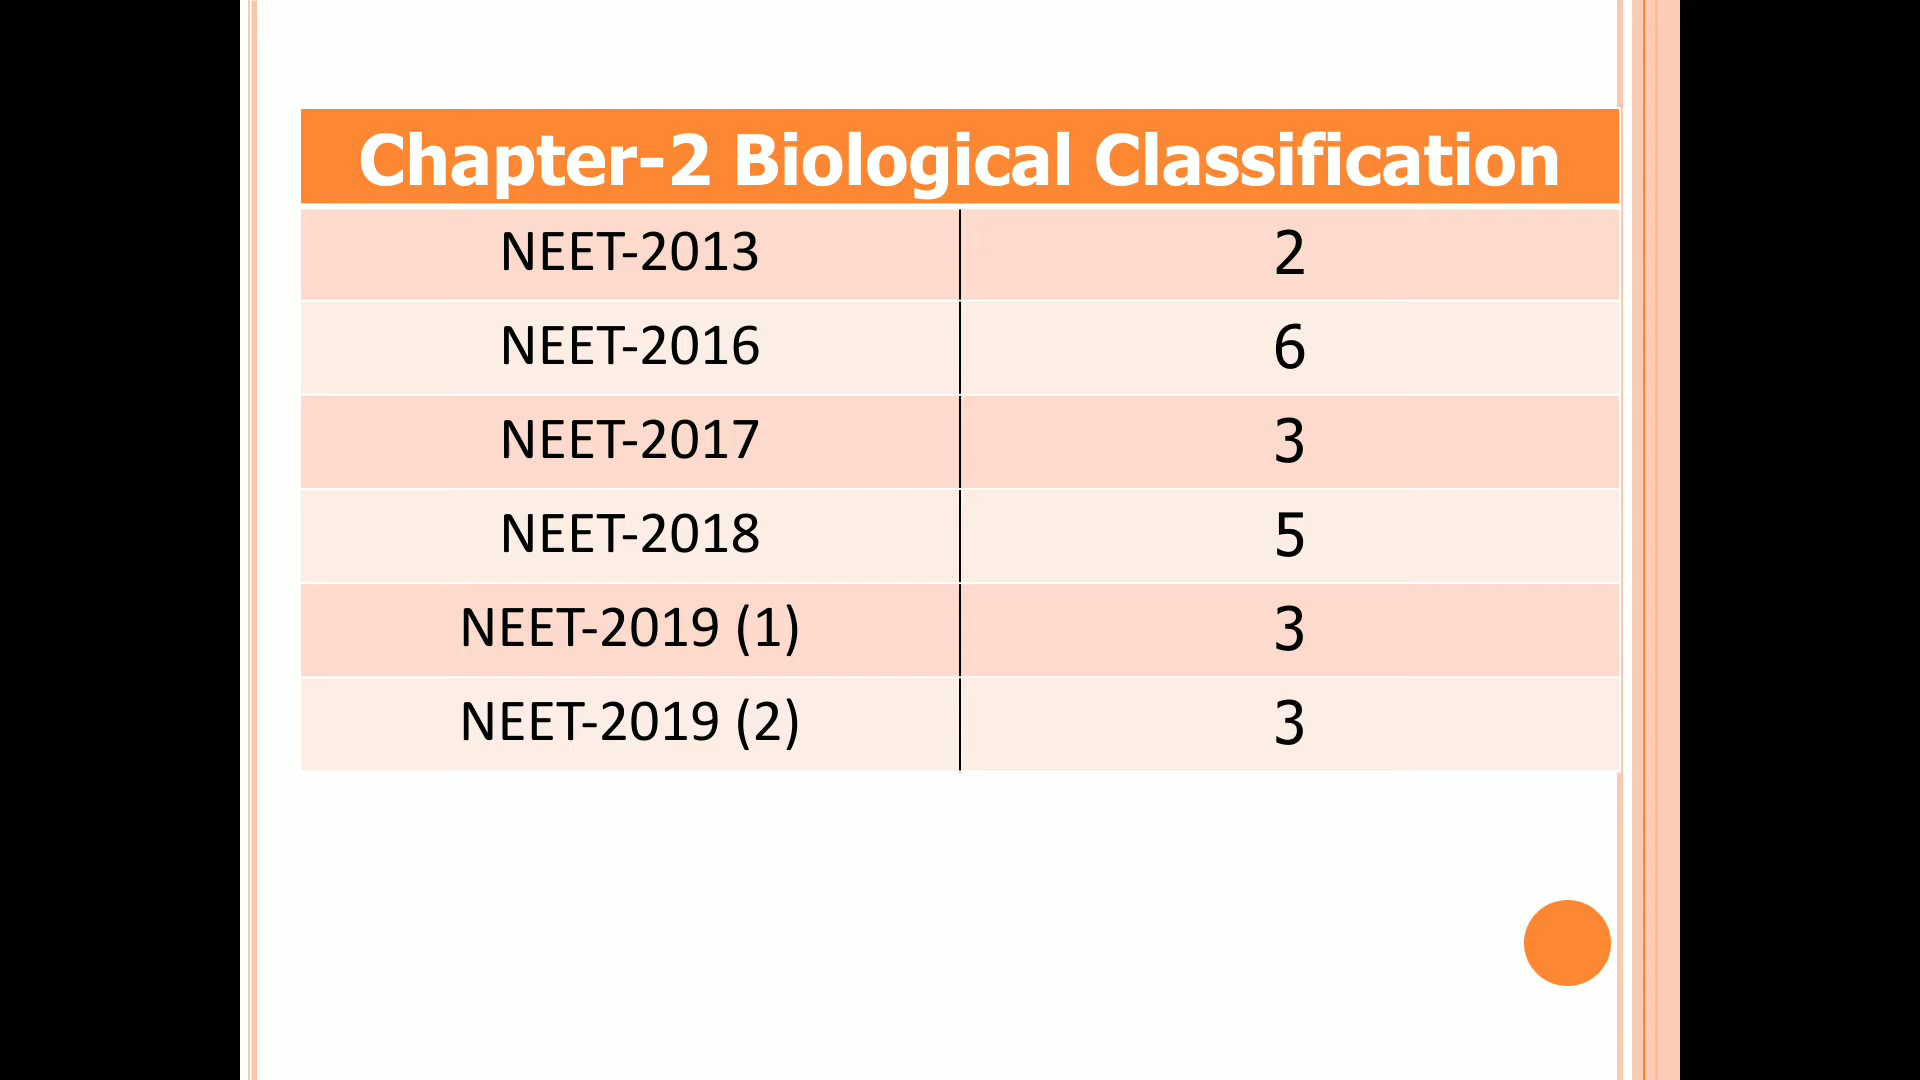 Chapter-2 Biological Classification
NEET-2013 2
NEET-2016 6
NEET-2017 3
NEET-2018 5
NEET-2019 (1) 3
NEET-2019 (2) 3